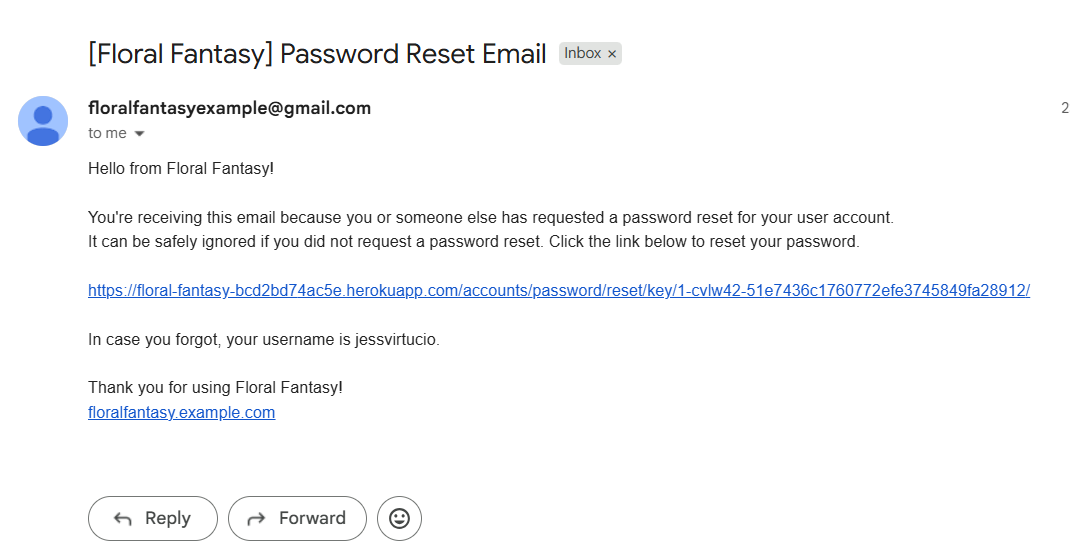 [Floral Fantasy] Password Reset Email Inbox ×
floralfantasyexample@gmail.com 2
to me
Hello from Floral Fantasy!
You're receiving this email because you or someone else has requested a password reset for your user account.
It can be safely ignored if you did not request a password reset. Click the link below to reset your password.
https://floral-fantasy-bcd2bd74ac5e.herokuapp.com/accounts/password/reset/key/1-cvlw42-51e7436c1760772efe3745849fa28912/
In case you forgot, your username is jessvirtucio.
Thank you for using Floral Fantasy!
floralfantasy.example.com
Reply Forward